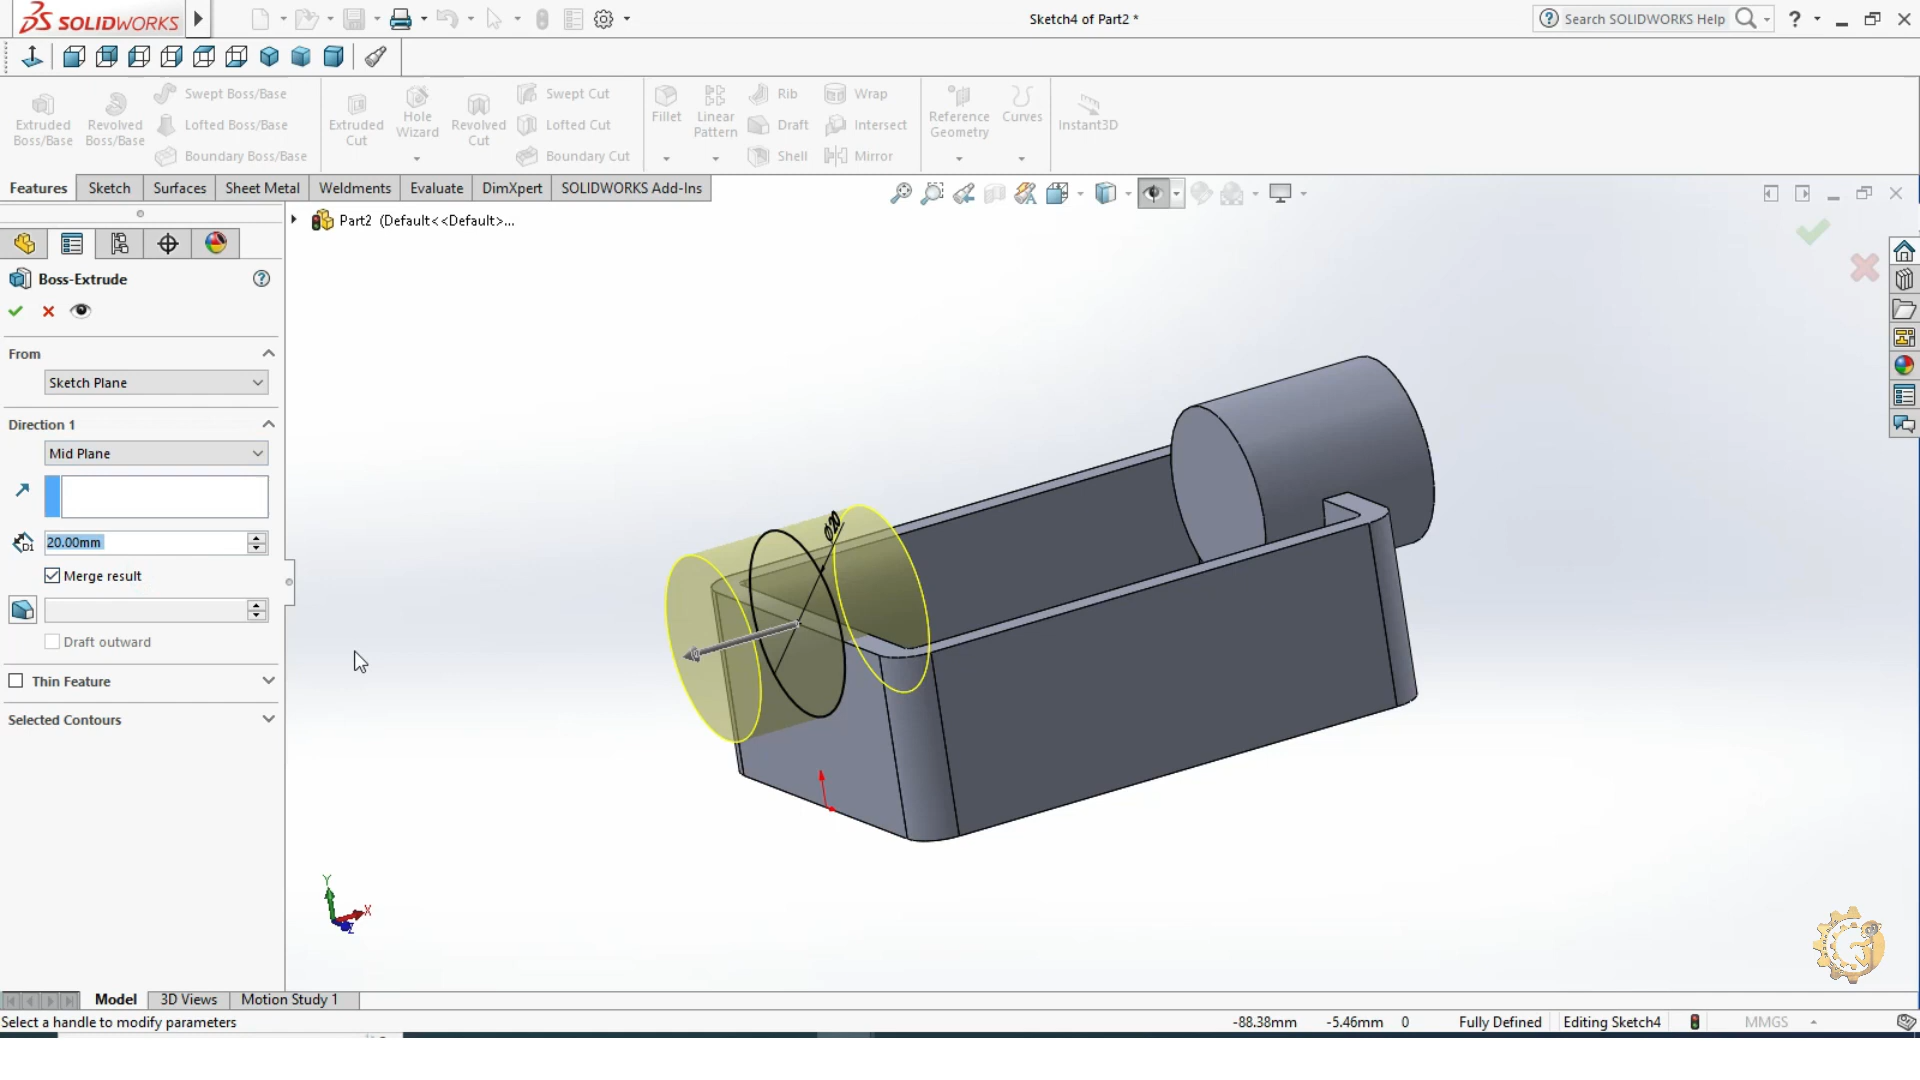 SOLIDWORKS
Sketch4 of Part2 *
Search SOLIDWORKS Help
Extruded Boss/Base
Revolved Boss/Base
Swept Boss/Base
Lofted Boss/Base
Boundary Boss/Base
Extruded Cut
Hole Wizard
Revolved Cut
Swept Cut
Lofted Cut
Boundary Cut
Fillet
Linear Pattern
Rib
Draft
Shell
Wrap
Intersect
Mirror
Reference Geometry
Curves
Instant3D
Features
Sketch
Surfaces
Sheet Metal
Weldments
Evaluate
DimXpert
SOLIDWORKS Add-Ins
Part2 (Default<<Default>...
Boss-Extrude
From
Sketch Plane
Direction 1
Mid Plane
D1
20.00mm
Merge result
Draft outward
Thin Feature
Selected Contours
Ø20
Y
X
Z
Model
3D Views
Motion Study 1
Select a handle to modify parameters
-88.38mm
-5.46mm
0
Fully Defined
Editing Sketch4
MMGS